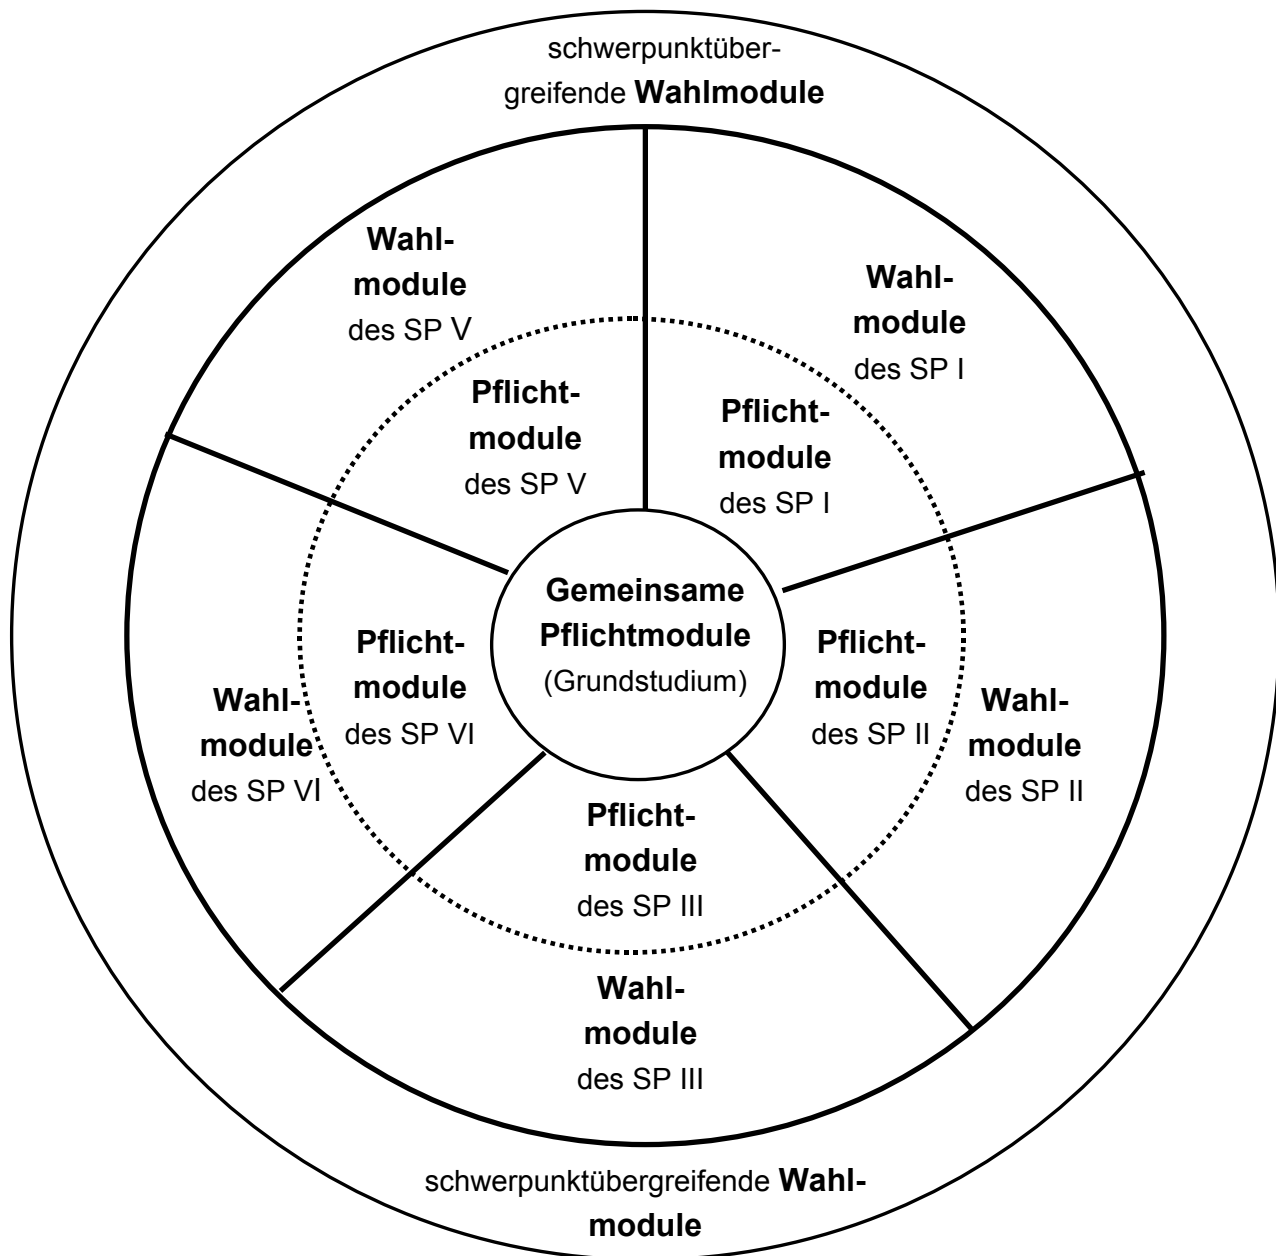 schwerpunktüber-
greifende Wahlmodule
Wahl-
module
des SP V
Wahl-
module
des SP I
Pflicht-
module
des SP V
Pflicht-
module
des SP I
Gemeinsame
Pflichtmodule
(Grundstudium)
Pflicht-
module
des SP VI
Wahl-
module
des SP VI
Pflicht-
module
des SP II
Wahl-
module
des SP II
Pflicht-
module
des SP III
Wahl-
module
des SP III
schwerpunktübergreifende Wahl-
module